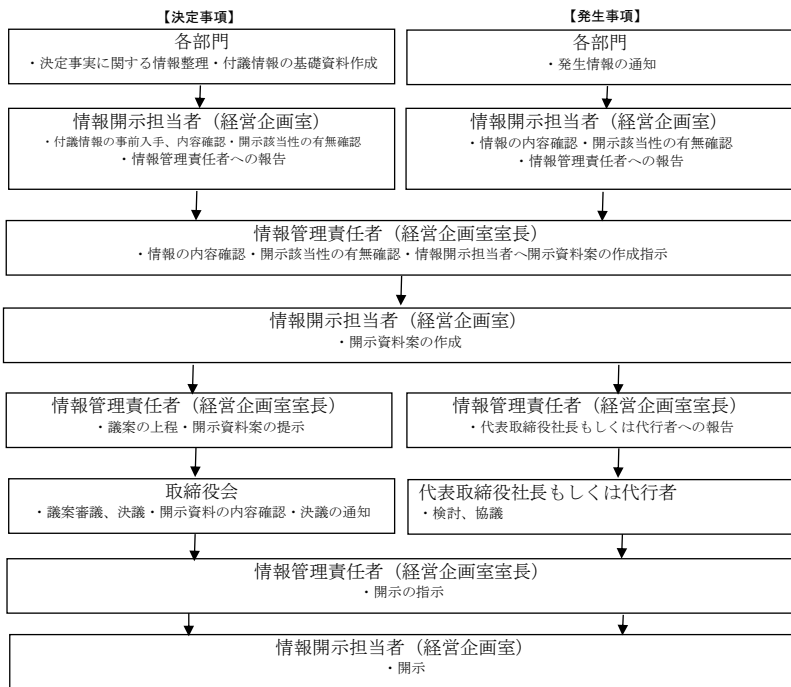 【決定事項】
【発生事項】
各部門
・決定事実に関する情報整理・付議情報の基礎資料作成
各部門
・発生情報の通知
情報開示担当者（経営企画室）
・付議情報の事前入手、内容確認・開示該当性の有無確認
・情報管理責任者への報告
情報開示担当者（経営企画室）
・情報の内容確認・開示該当性の有無確認
・情報管理責任者への報告
情報管理責任者（経営企画室室長）
・情報の内容確認・開示該当性の有無確認・情報開示担当者へ開示資料案の作成指示
情報開示担当者（経営企画室）
・開示資料案の作成
情報管理責任者（経営企画室室長）
・議案の上程・開示資料案の提示
情報管理責任者（経営企画室室長）
・代表取締役社長もしくは代行者への報告
取締役会
・議案審議、決議・開示資料の内容確認・決議の通知
代表取締役社長もしくは代行者
・検討、協議
情報管理責任者（経営企画室室長）
・開示の指示
情報開示担当者（経営企画室）
・開示